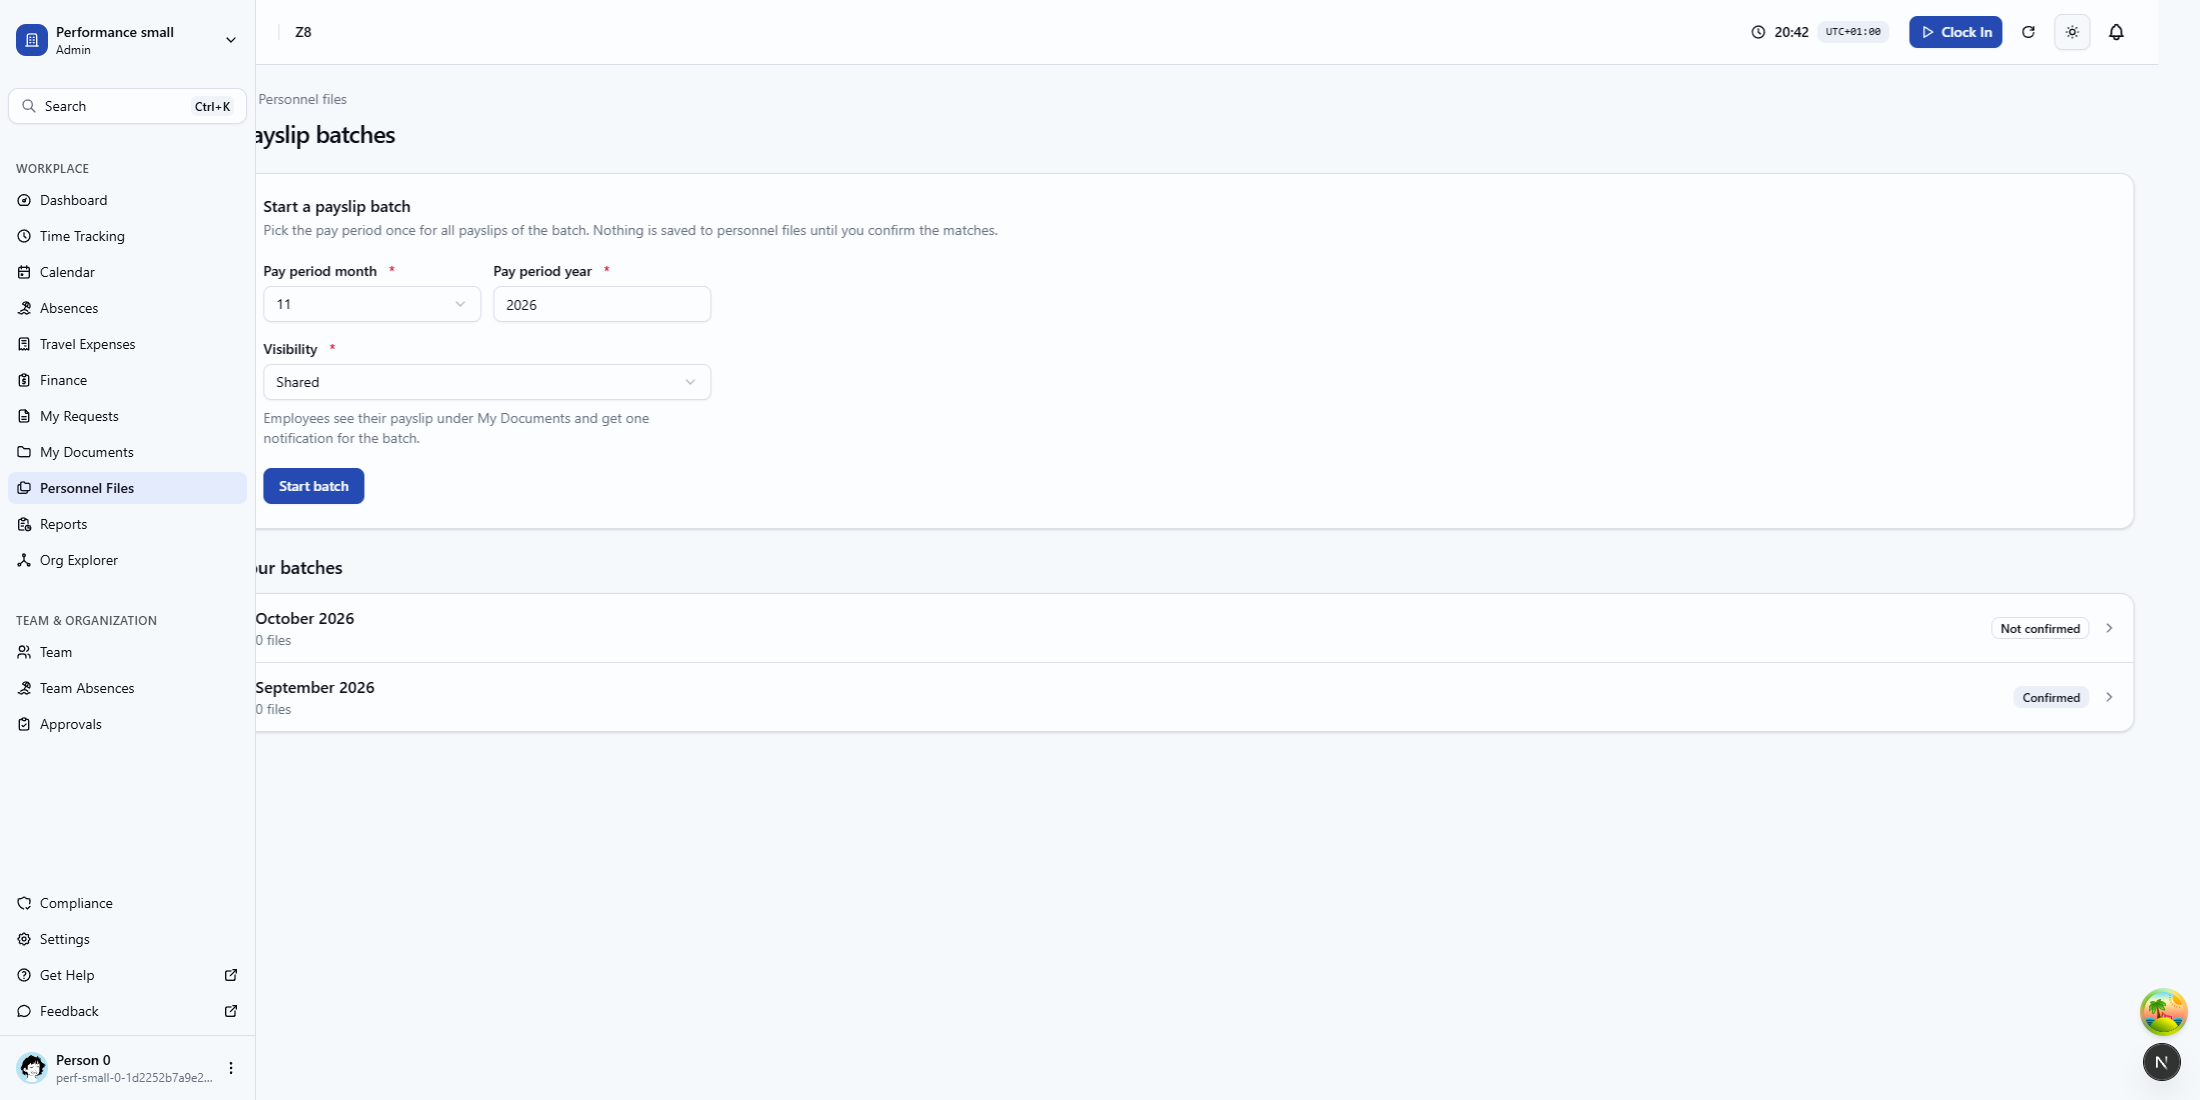 Performance small
Admin
Z8
20:42
UTC+01:00
Clock In
Search
Ctrl+K
Personnel files
ayslip batches
WORKPLACE
Dashboard
Time Tracking
Calendar
Absences
Travel Expenses
Finance
My Requests
My Documents
Personnel Files
Reports
Org Explorer
TEAM & ORGANIZATION
Team
Team Absences
Approvals
Compliance
Settings
Get Help
Feedback
Person 0
perf-small-0-1d2252b7a9e2...
Start a payslip batch
Pick the pay period once for all payslips of the batch. Nothing is saved to personnel files until you confirm the matches.
Pay period month *
Pay period year *
11
2026
Visibility *
Shared
Employees see their payslip under My Documents and get one
notification for the batch.
Start batch
our batches
October 2026
0 files
Not confirmed
September 2026
0 files
Confirmed
N